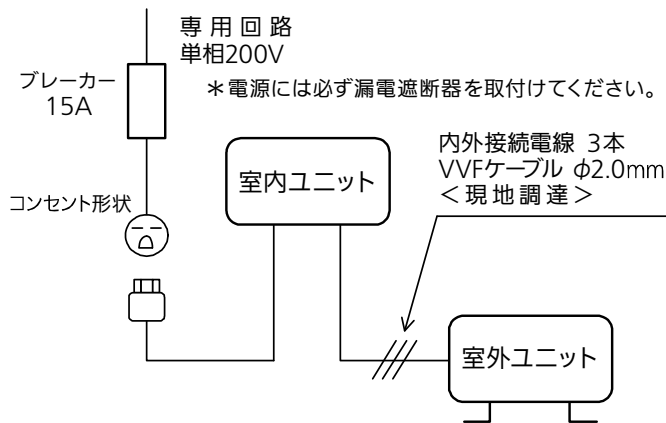 専用回路
単相200V
ブレーカー
15A
＊電源には必ず漏電遮断器を取付けてください。
内外接続電線 3本
VVFケーブル φ2.0mm
＜現地調達＞
室内ユニット
コンセント形状
室外ユニット